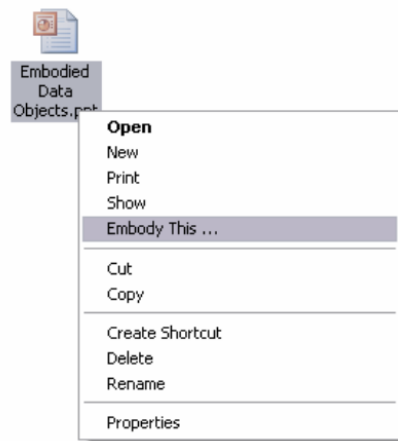 Embodied
Data
Objects.ppt
Open
New
Print
Show
Embody This ...
Cut
Copy
Create Shortcut
Delete
Rename
Properties